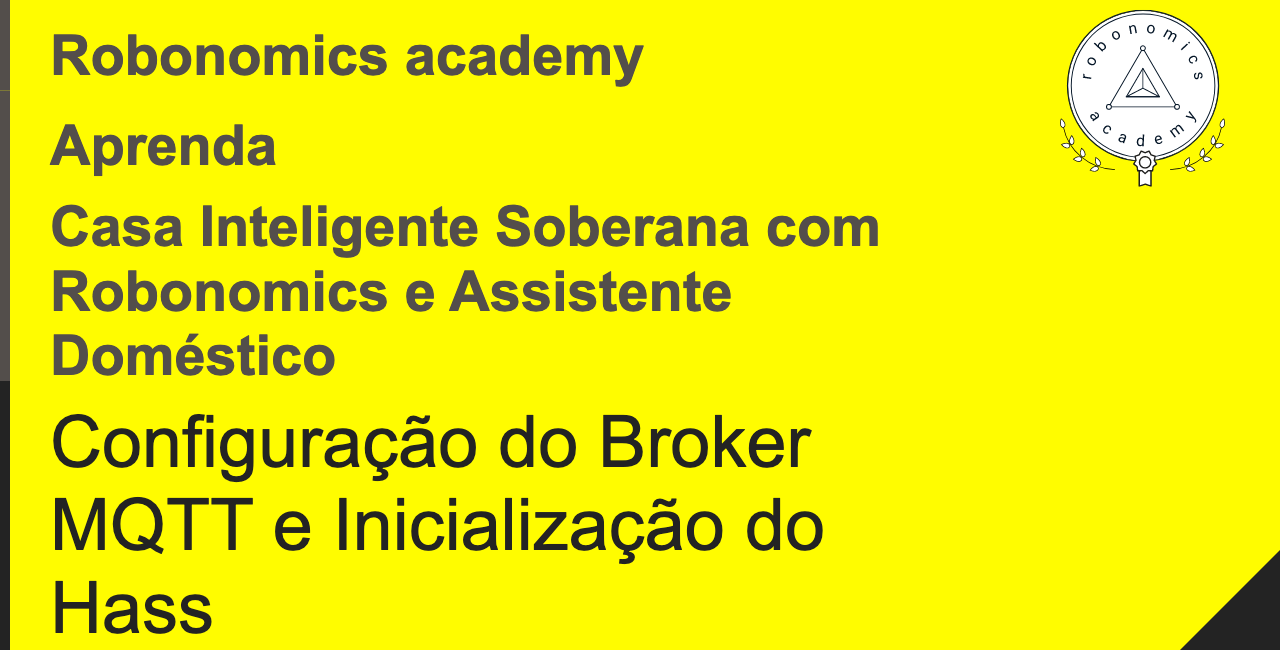 Robonomics academy
Aprenda
Casa Inteligente Soberana com
Robonomics e Assistente
Doméstico
Configuração do Broker
MQTT e Inicialização do
Hass
robonomics
academy